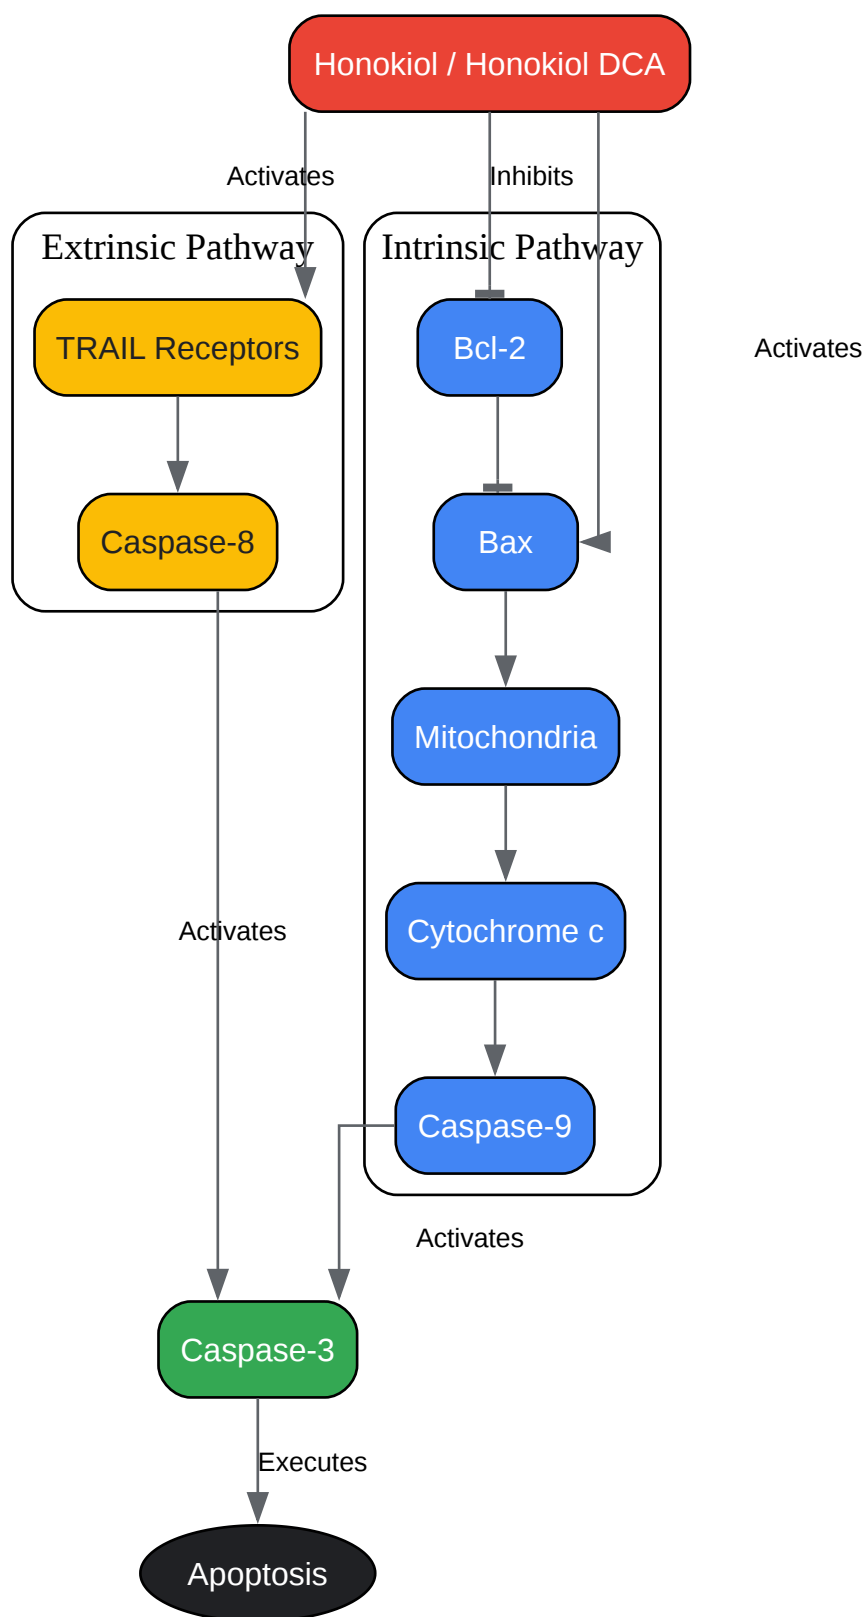 Honokiol / Honokiol DCA
Activates
Inhibits
Extrinsic Pathway
Intrinsic Pathway
TRAIL Receptors
Bcl-2
Activates
Caspase-8
Bax
Mitochondria
Activates
Cytochrome c
Caspase-9
Activates
Caspase-3
Executes
Apoptosis